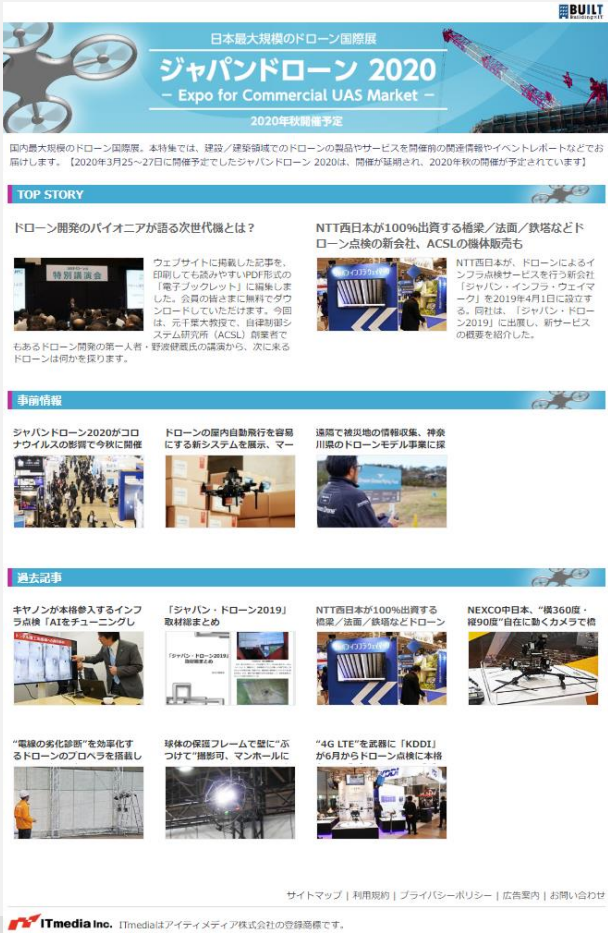 BUILT
Building×IT
日本最大規模のドローン国際展
ジャパンドローン 2020
− Expo for Commercial UAS Market −
2020年秋開催予定
国内最大規模のドローン国際展。本特集では、建設／建築領域でのドローンの製品やサービスを開催前の関連情報やイベントレポートなどでお
届けします。【2020年3月25〜27日に開催予定でしたジャパンドローン 2020は、開催が延期され、2020年秋の開催が予定されています】
TOP STORY
ドローン開発のパイオニアが語る次世代機とは？
特別講演会
ウェブサイトに掲載した記事を、
印刷しても読みやすいPDF形式の
「電子ブックレット」に編集しま
した。会員の皆さまに無料でダウ
ンロードしていただけます。今回
は、元千葉大教授で、自律制御シ
ステム研究所（ACSL）創業者で
もあるドローン開発の第一人者・野波健蔵氏の講演から、次に来る
ドローンは何かを探ります。
NTT西日本が100％出資する橋梁／法面／鉄塔などド
ローン点検の新会社、ACSLの機体販売も
NTT西日本が、ドローンによるイ
ンフラ点検サービスを行う新会社
「ジャパン・インフラ・ウェイマ
ーク」を2019年4月1日に設立す
る。同社は、「ジャパン・ドロー
ン2019」に出展し、新サービス
の概要を紹介した。
事前情報
ジャパンドローン2020がコロ
ナウイルスの影響で今秋に開催
ドローンの屋内自動飛行を容易
にする新システムを展示、マー
遠隔で被災地の情報収集、神奈
川県のドローンモデル事業に採
過去記事
キヤノンが本格参入するインフ
ラ点検「AIをチューニングし
「ジャパン・ドローン2019」
取材総まとめ
「ジャパン・ドローン2019」
取材総まとめ
NTT西日本が100％出資する
橋梁／法面／鉄塔などドローン
NEXCO中日本、“横360度・
縦90度”自在に動くカメラで橋
“電線の劣化診断”を効率化す
るドローンのプロペラを搭載し
球体の保護フレームで壁に“ぶ
つけて”撮影可、マンホールに
“4G LTE”を武器に「KDDI」
が6月からドローン点検に本格
サイトマップ | 利用規約 | プライバシーポリシー | 広告案内 | お問い合わせ
ITmedia Inc. ITmediaはアイティメディア株式会社の登録商標です。